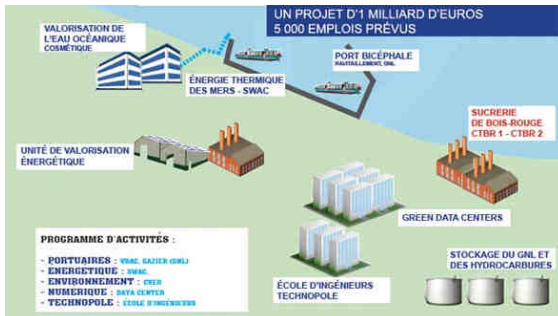 UN PROJET D'1 MILLIARD D'EUROS
5 000 EMPLOIS PRÉVUS
VALORISATION DE
L'EAU OCÉANIQUE
COSMÉTIQUE
PORT BICÉPHALE
RAVITAILLEMENT, GNL
ÉNERGIE THERMIQUE
DES MERS - SWAC
SUCRERIE
DE BOIS-ROUGE
CTBR 1 - CTBR 2
UNITÉ DE VALORISATION
ÉNERGÉTIQUE
GREEN DATA CENTERS
PROGRAMME D'ACTIVITÉS :
- PORTUAIRES : VRAC, GAZIER (GNL)
- ENERGETIQUE : SWAC,
- ENVIRONNEMENT :
- NUMERIQUE : DATA CENTER
- TECHNOPOLE : ÉCOLE D'INGÉNIEURS
ÉCOLE D'INGÉNIEURS
TECHNOPOLE
STOCKAGE DU GNL ET
DES HYDROCARBURES